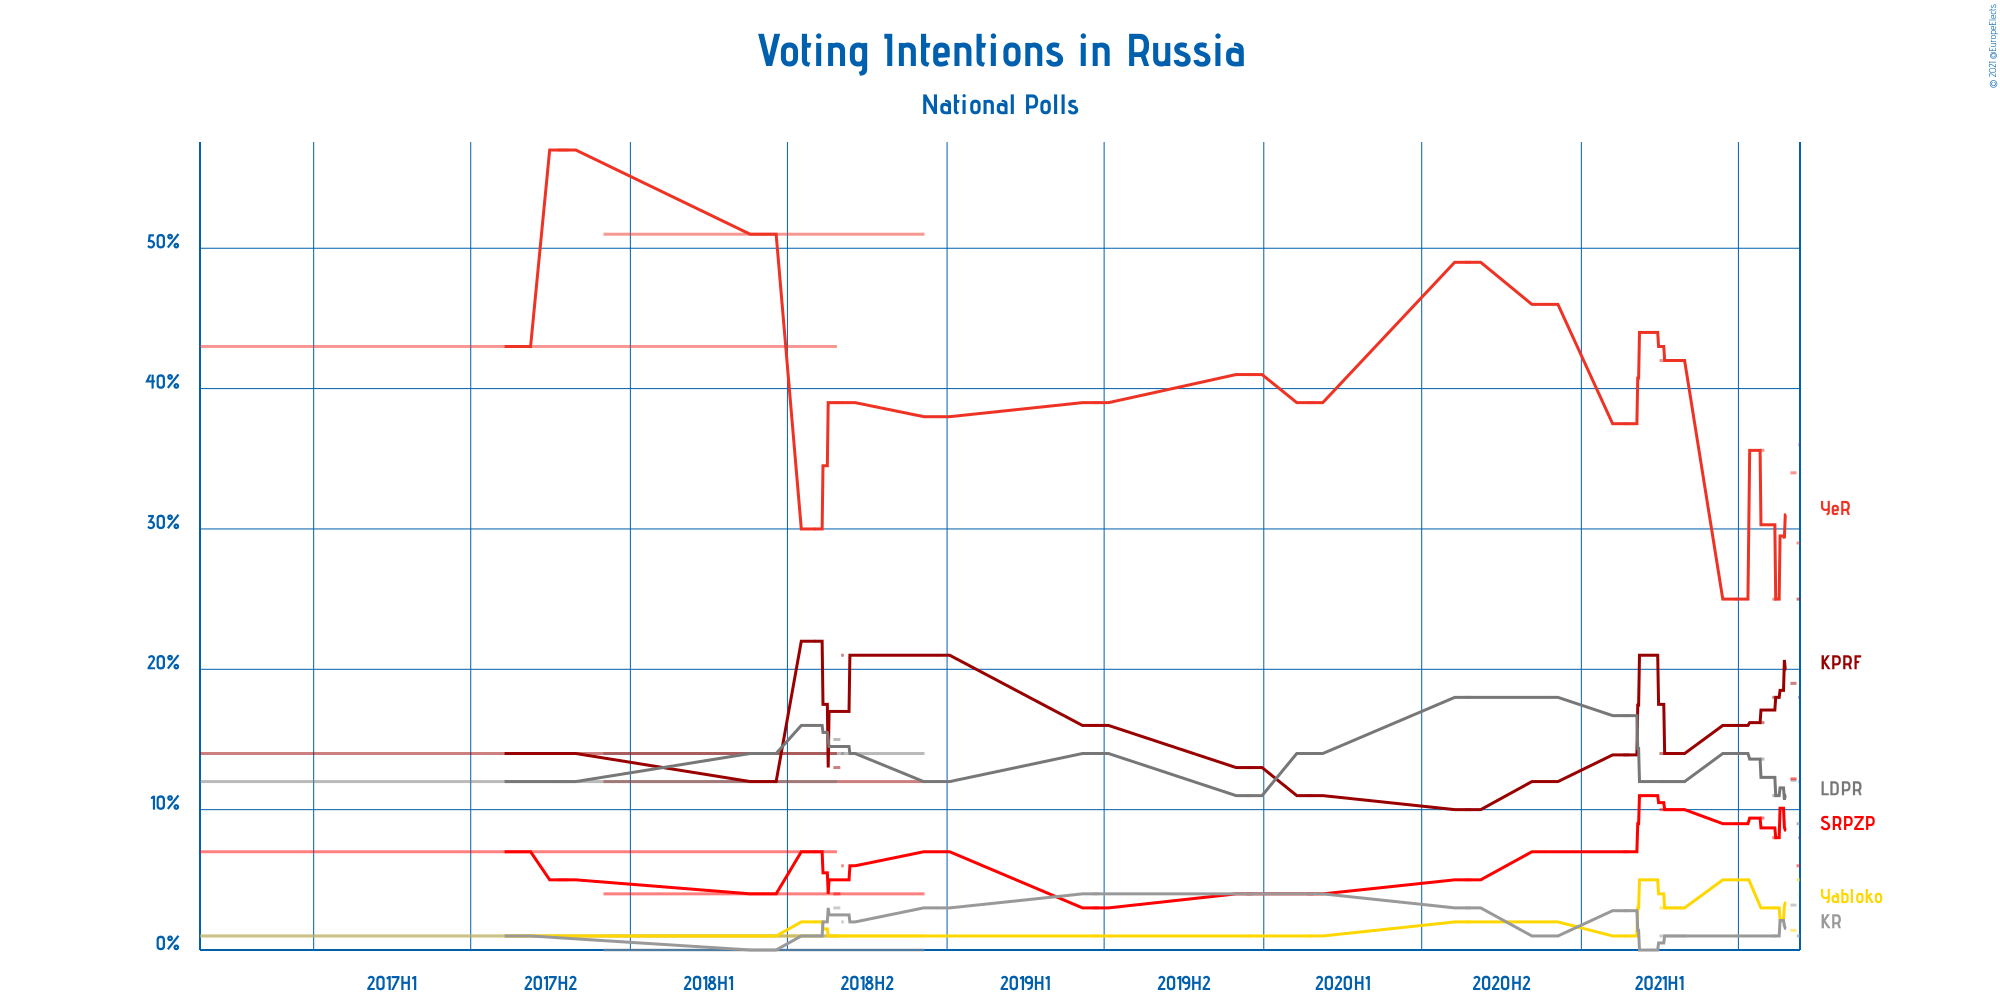 © 2021 @EuropeElects
Voting Intentions in Russia
National Polls
50%
40%
30%
20%
10%
0%
YeR
KPRF
LDPR
SRPZP
Yabloko
KR
2017H1
2017H2
2018H1
2018H2
2019H1
2019H2
2020H1
2020H2
2021H1